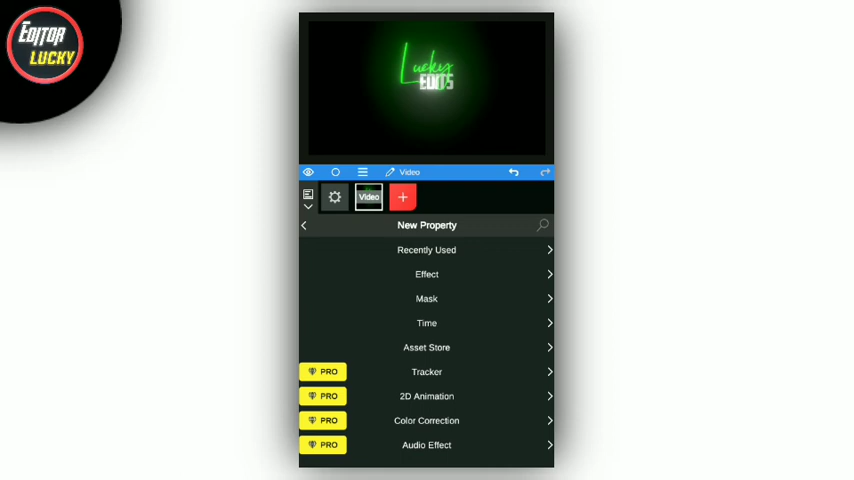 EDITOR
LUCKY
Lucky
EDITS
Video
Video
+
New Property
Recently Used
Effect
Mask
Time
Asset Store
PRO Tracker
PRO 2D Animation
PRO Color Correction
PRO Audio Effect